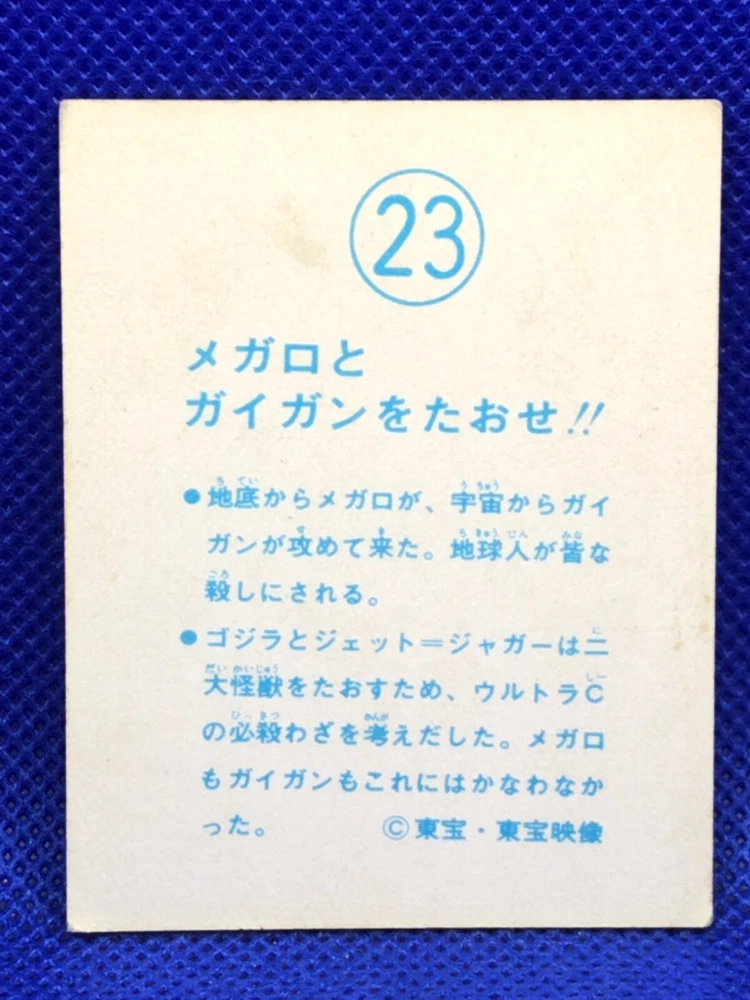 23
メガロと
ガイガンをたおせ!!
●地底からメガロが、宇宙からガイ
ガンが攻めて来た。地球人が皆な
殺しにされる。
●ゴジラとジェット＝ジャガーは二
大怪獣をたおすため、ウルトラC
の必殺わざを考えだした。メガロ
もガイガンもこれにはかなわなか
った。
©東宝・東宝映像